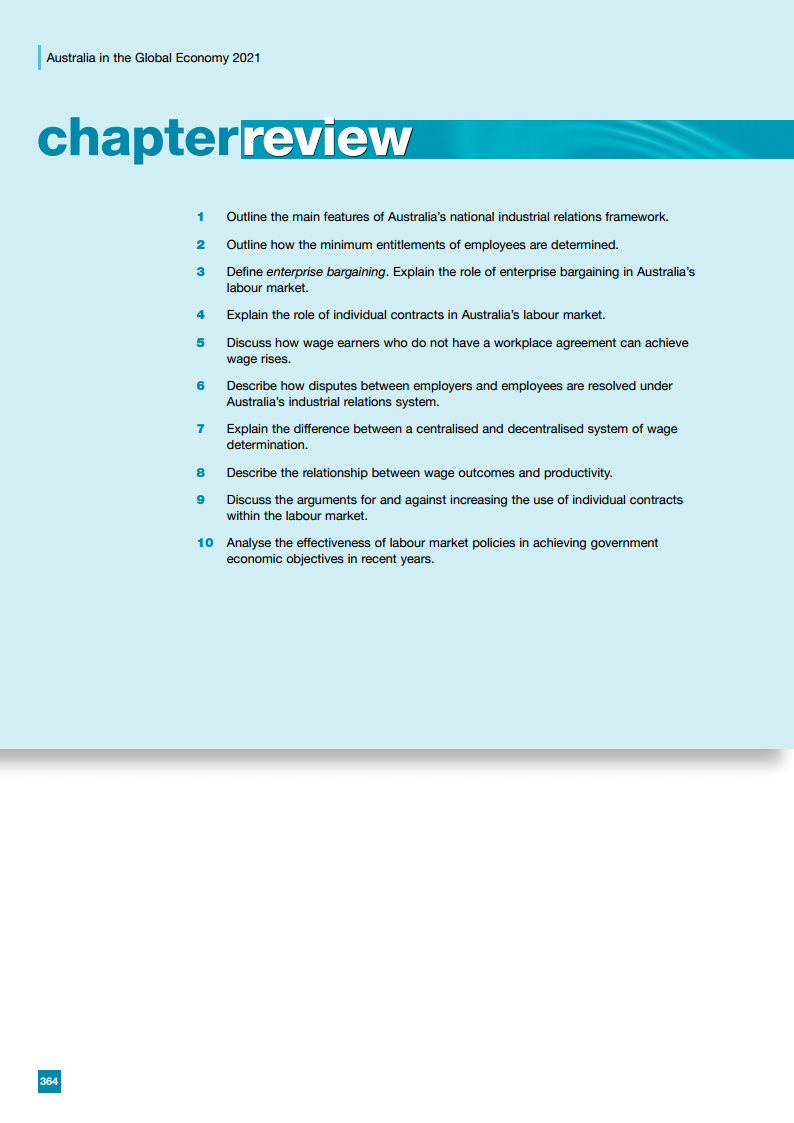 Australia in the Global Economy 2021
chapterreview
1 Outline the main features of Australia’s national industrial relations framework.
2 Outline how the minimum entitlements of employees are determined.
3 Define enterprise bargaining. Explain the role of enterprise bargaining in Australia’s
labour market.
4 Explain the role of individual contracts in Australia’s labour market.
5 Discuss how wage earners who do not have a workplace agreement can achieve
wage rises.
6 Describe how disputes between employers and employees are resolved under
Australia’s industrial relations system.
7 Explain the difference between a centralised and decentralised system of wage
determination.
8 Describe the relationship between wage outcomes and productivity.
9 Discuss the arguments for and against increasing the use of individual contracts
within the labour market.
10 Analyse the effectiveness of labour market policies in achieving government
economic objectives in recent years.
364